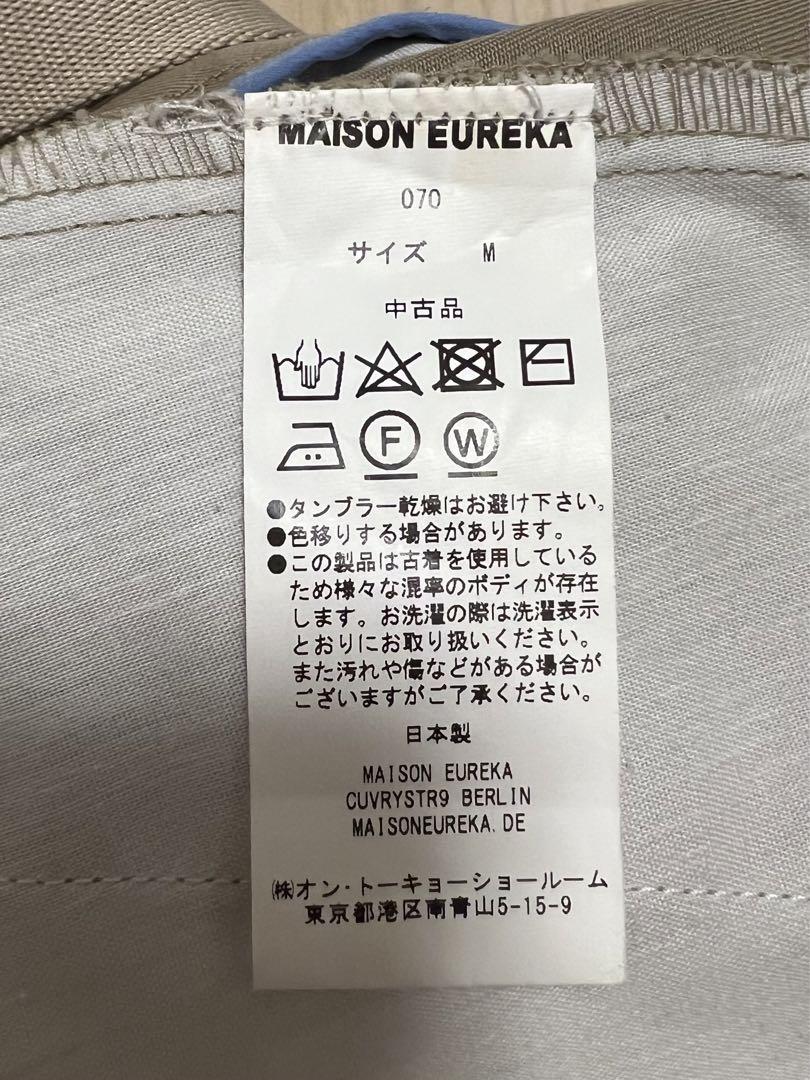 MAISON EUREKA
070
サイズ M
中古品
F W
●タンブラー乾燥はお避け下さい。
●色移りする場合があります。
●この製品は古着を使用している
ため様々な混率のボディが存在
します。お洗濯の際は洗濯表示
とおりにお取り扱いください。
また汚れや傷などがある場合が
ございますがご了承ください。
日本製
MAISON EUREKA
CUVRYSTR9 BERLIN
MAISONEUREKA.DE
㈱オン・トーキョーショールーム
東京都港区南青山5-15-9